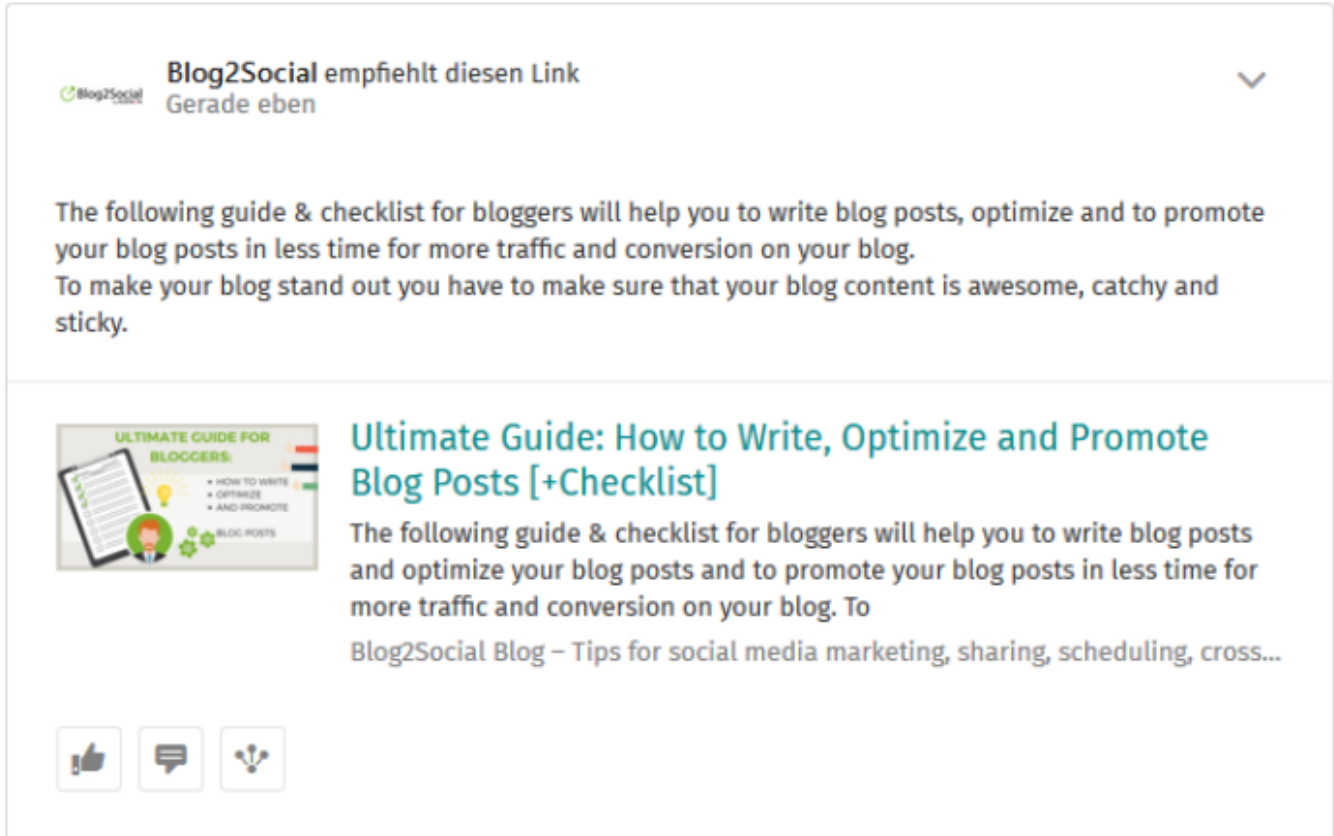 Blog2Social empfiehlt diesen Link
Blog2Social
Gerade eben
The following guide & checklist for bloggers will help you to write blog posts, optimize and to promote
your blog posts in less time for more traffic and conversion on your blog.
To make your blog stand out you have to make sure that your blog content is awesome, catchy and
sticky.
ULTIMATE GUIDE FOR
BLOGGERS:
• HOW TO WRITE
• OPTIMIZE
• AND PROMOTE
BLOG POSTS
Ultimate Guide: How to Write, Optimize and Promote
Blog Posts [+Checklist]
The following guide & checklist for bloggers will help you to write blog posts
and optimize your blog posts and to promote your blog posts in less time for
more traffic and conversion on your blog. To
Blog2Social Blog – Tips for social media marketing, sharing, scheduling, cross...